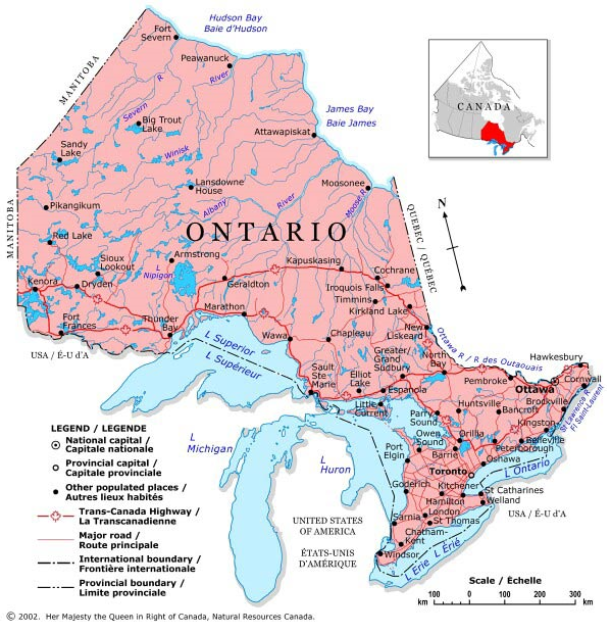 Hudson Bay
Baie d'Hudson
Fort
Severn
Peawanuck
MANITOBA
River
R
Severn
James Bay
Baie James
CANADA
Big Trout
Lake
Attawapiskat
Sandy
Lake
Winisk
Lansdowne
House
Moosonee
MANITOBA
Pikangikum
Albany
River
Moose R
QUEBEC / QUÉBEC
N
ONTARIO
Red Lake
Sioux
Lookout
Armstrong
L
Nipigon
Kapuskasing
Cochrane
Geraldton
Iroquois Falls
Kenora
Dryden
Timmins
Kirkland Lake
Marathon
Fort
Frances
Thunder
Bay
Wawa
Chapleau
New
Liskeard
Ottawa R / R des Outaouais
USA / É-U d'A
L Superior
L Supérieur
Greater/
Grand
Sudbury
North
Bay
Hawkesbury
Sault
Ste
Marie
Elliot
Lake
Espanola
Pembroke
Ottawa
Cornwall
Little
Current
Huntsville
Brockville
Bancroft
St Lawrence R
Fl Saint-Laurent
Parry
Sound
Kingston
Owen
Sound
Orillia
Belleville
Peterborough
Barrie
L
Michigan
L
Huron
Port
Elgin
Oshawa
Toronto
L Ontario
Goderich
Kitchener
St Catharines
Hamilton
Welland
London
Sarnia
St Thomas
USA / É-U d'A
UNITED STATES
OF AMERICA
Chatham-
Kent
ÉTATS-UNIS
D'AMÉRIQUE
Windsor
L Erie
L Érié
LEGEND / LEGENDE
National capital /
Capitale nationale
Provincial capital /
Capitale provinciale
Other populated places /
Autres lieux habités
Trans-Canada Highway /
La Transcanadienne
Major road /
Route principale
International boundary /
Frontière internationale
Provincial boundary /
Limite provinciale
Scale / Échelle
100 0 100 200 300
km km
© 2002. Her Majesty the Queen in Right of Canada, Natural Resources Canada.